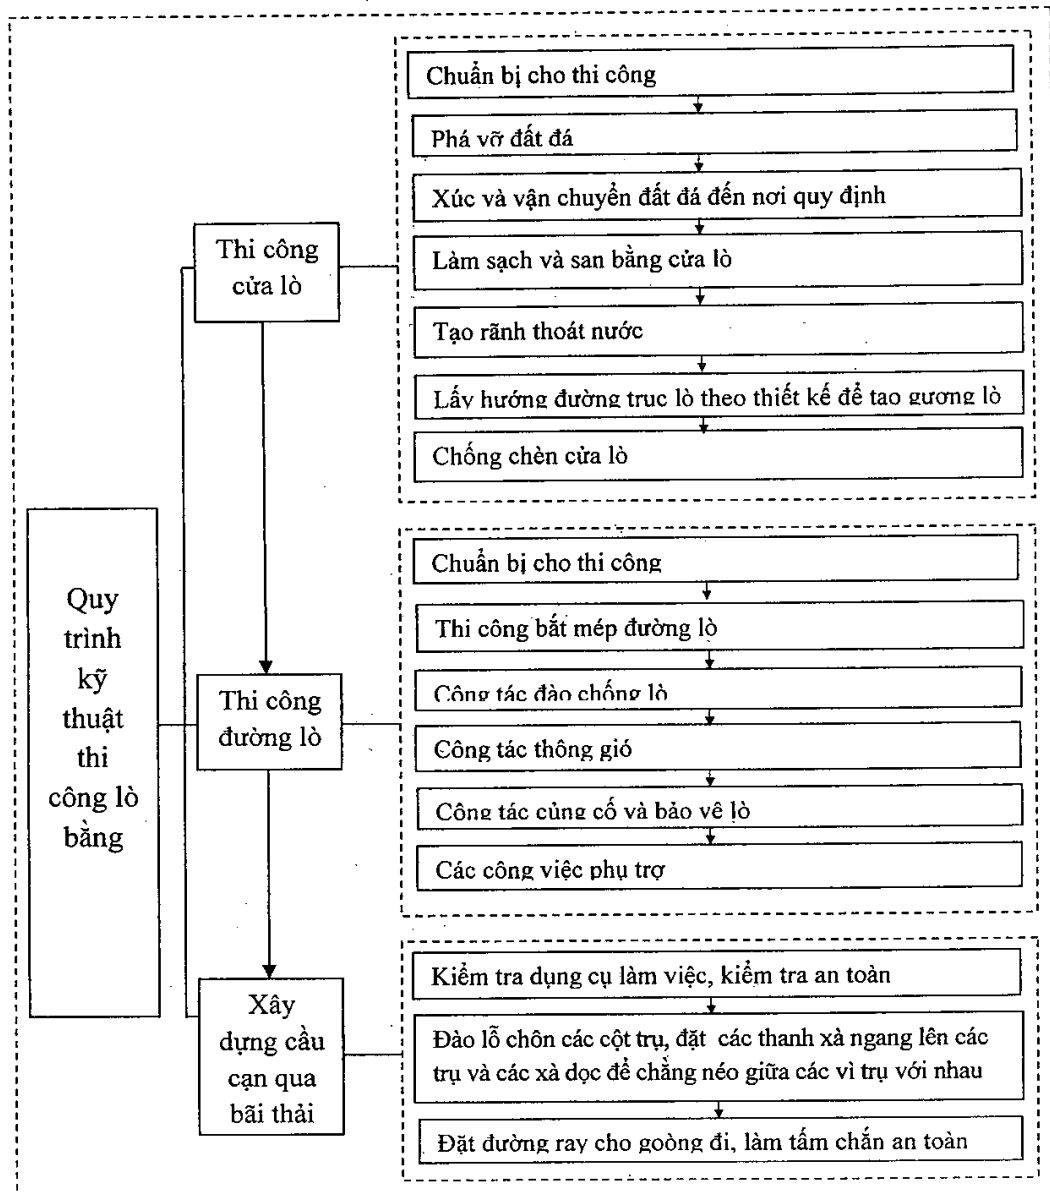 Quy
trình
kỹ
thuật
thi
công lò
bằng
Thi công
cửa lò
Chuẩn bị cho thi công
Phá vỡ đất đá
Xúc và vận chuyển đất đá đến nơi quy định
Làm sạch và san bằng cửa lò
Tạo rãnh thoát nước
Lấy hướng đường trục lò theo thiết kế để tạo gương lò
Chống chèn cửa lò
Thi công
đường lò
Chuẩn bị cho thi công
Thi công bắt mép đường lò
Công tác đào chống lò
Công tác thông gió
Công tác củng cố và bảo vệ lò
Các công việc phụ trợ
Xây
dựng cầu
cạn qua
bãi thải
Kiểm tra dụng cụ làm việc, kiểm tra an toàn
Đào lỗ chôn các cột trụ, đặt các thanh xà ngang lên các
trụ và các xà dọc để chằng néo giữa các vì trụ với nhau
Đặt đường ray cho goòng đi, làm tấm chắn an toàn